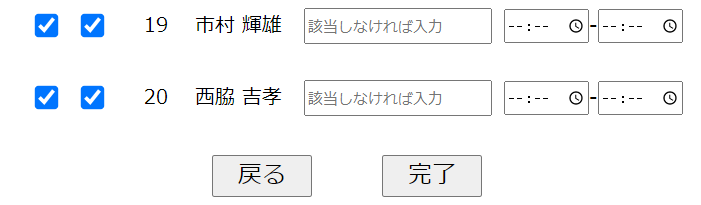 19 市村 輝雄 該当しなければ入力 --:-- - --:--
20 西脇 吉孝 該当しなければ入力 --:-- - --:--
戻る 完了